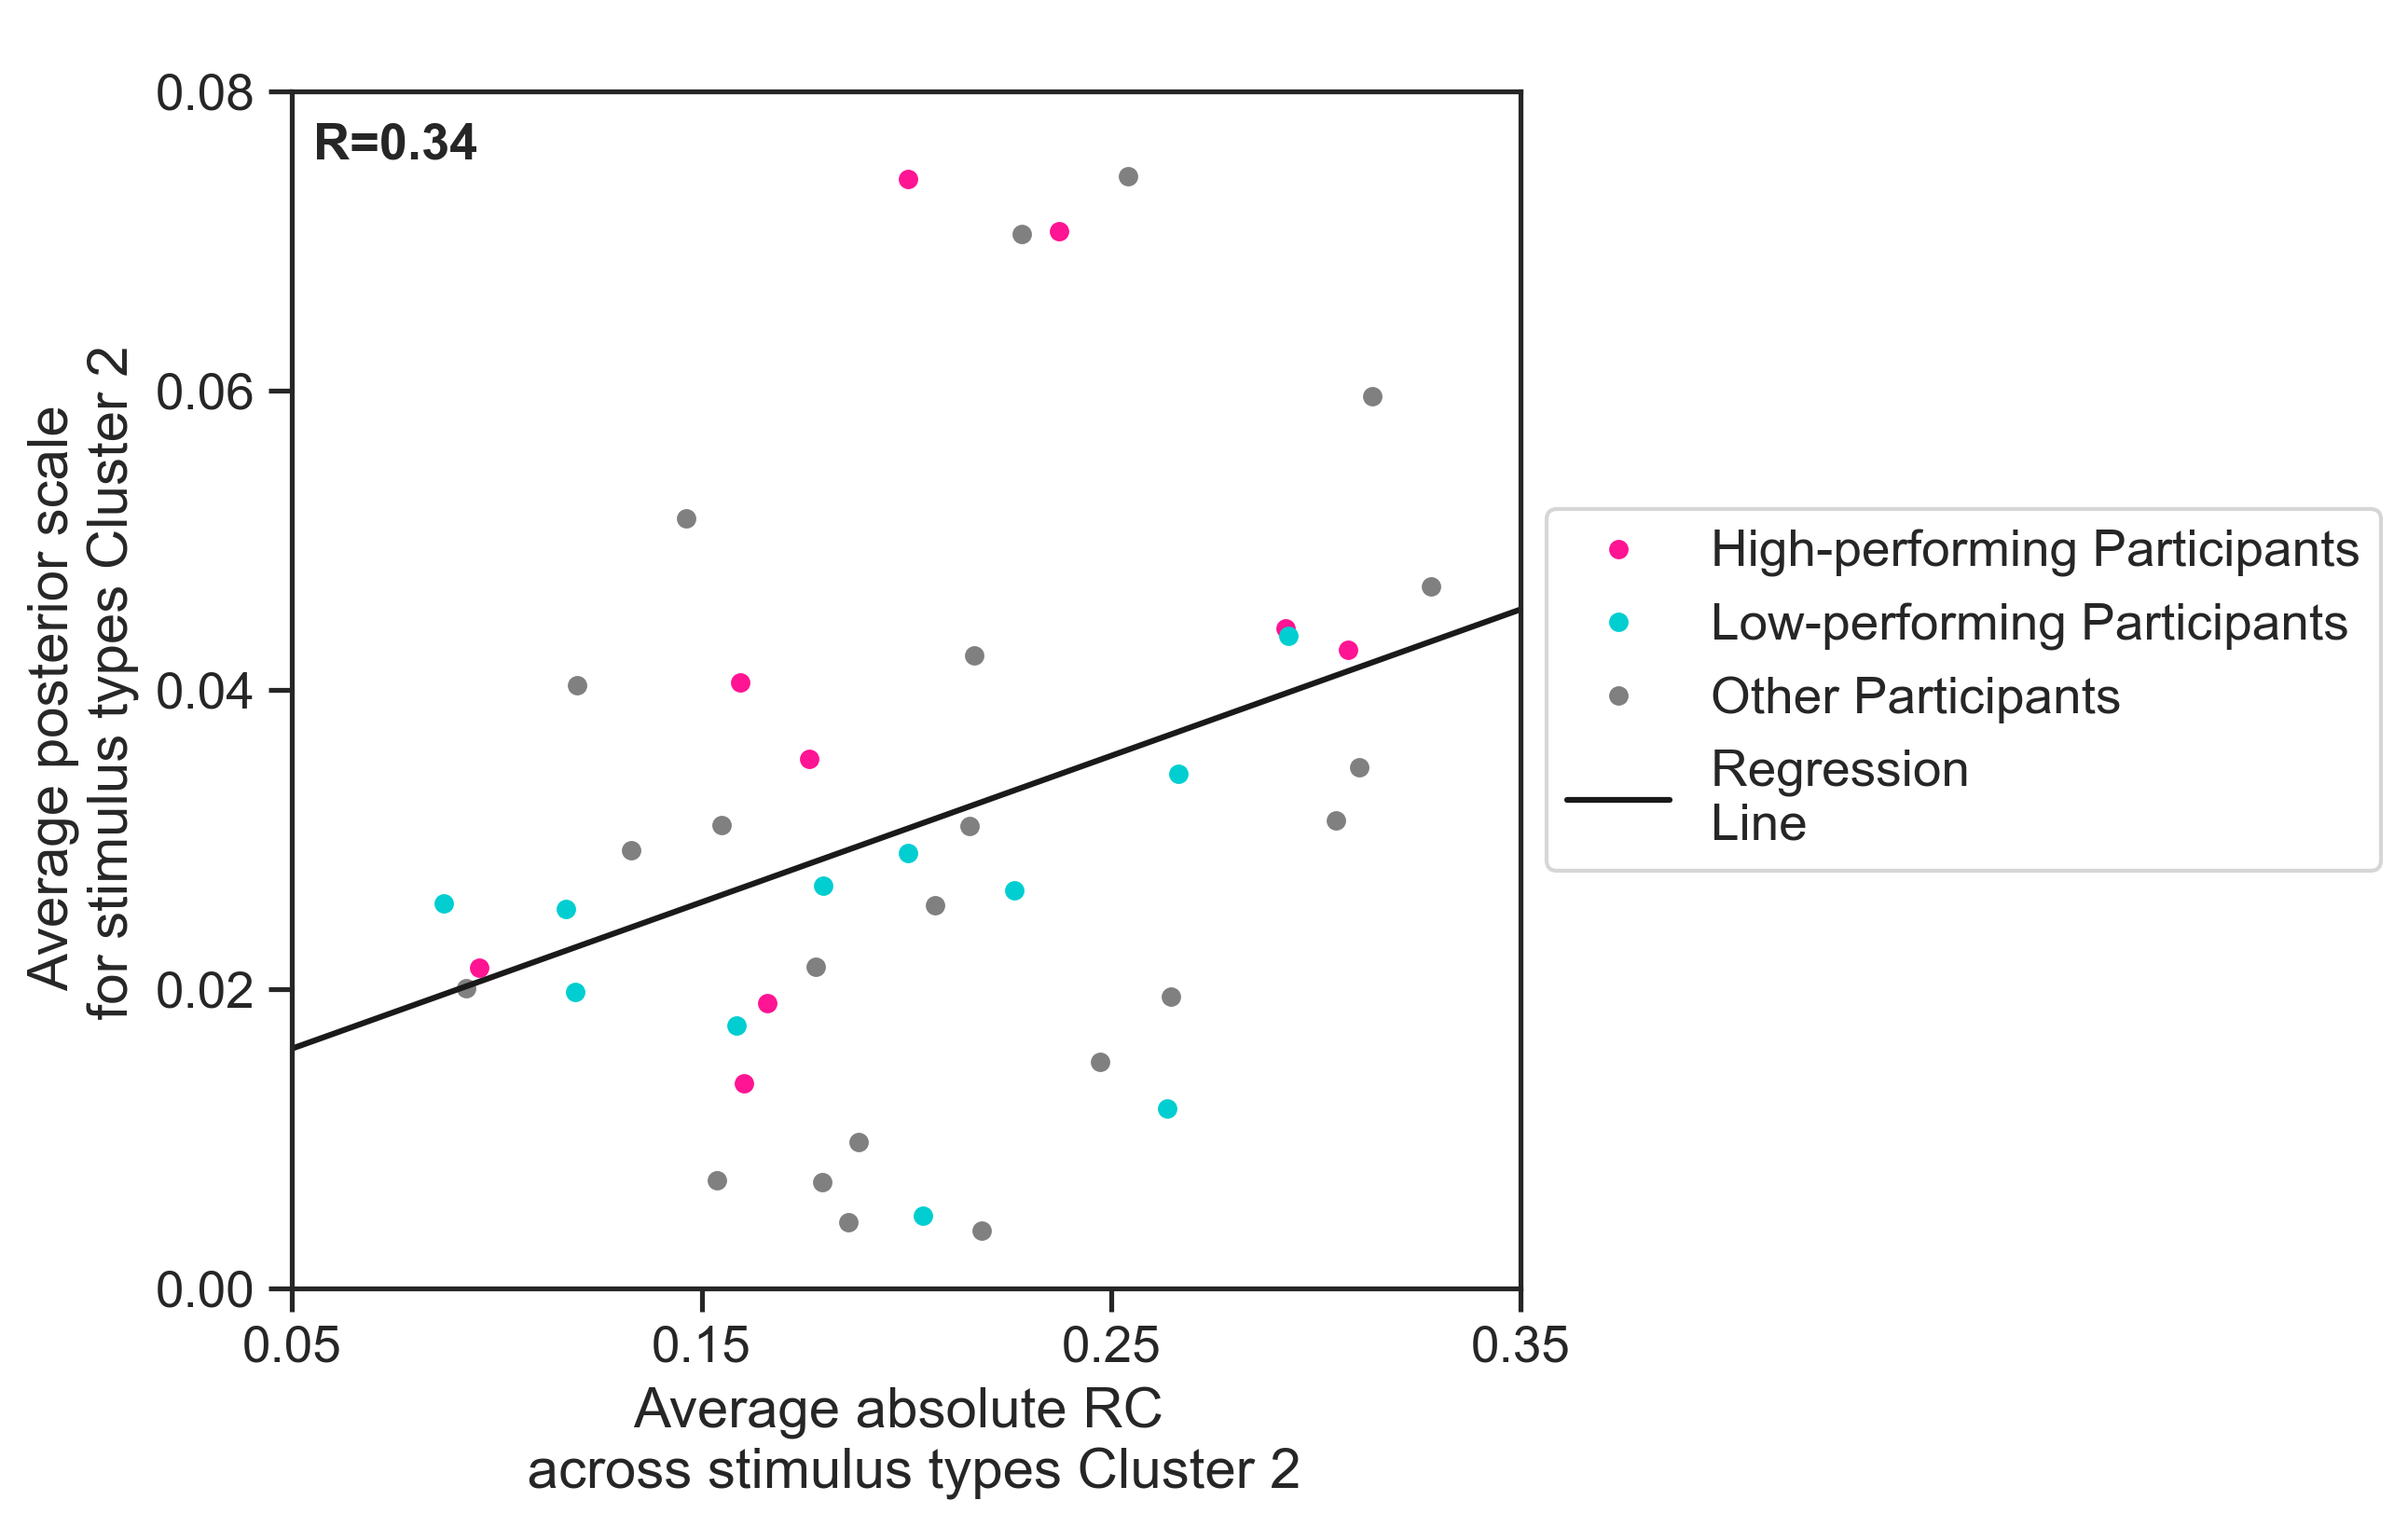 R=0.34
0.08
0.06
0.04
0.02
0.00
0.05
0.15
0.25
0.35
Average posterior scale
for stimulus types Cluster 2
Average absolute RC
across stimulus types Cluster 2
High-performing Participants
Low-performing Participants
Other Participants
Regression
Line